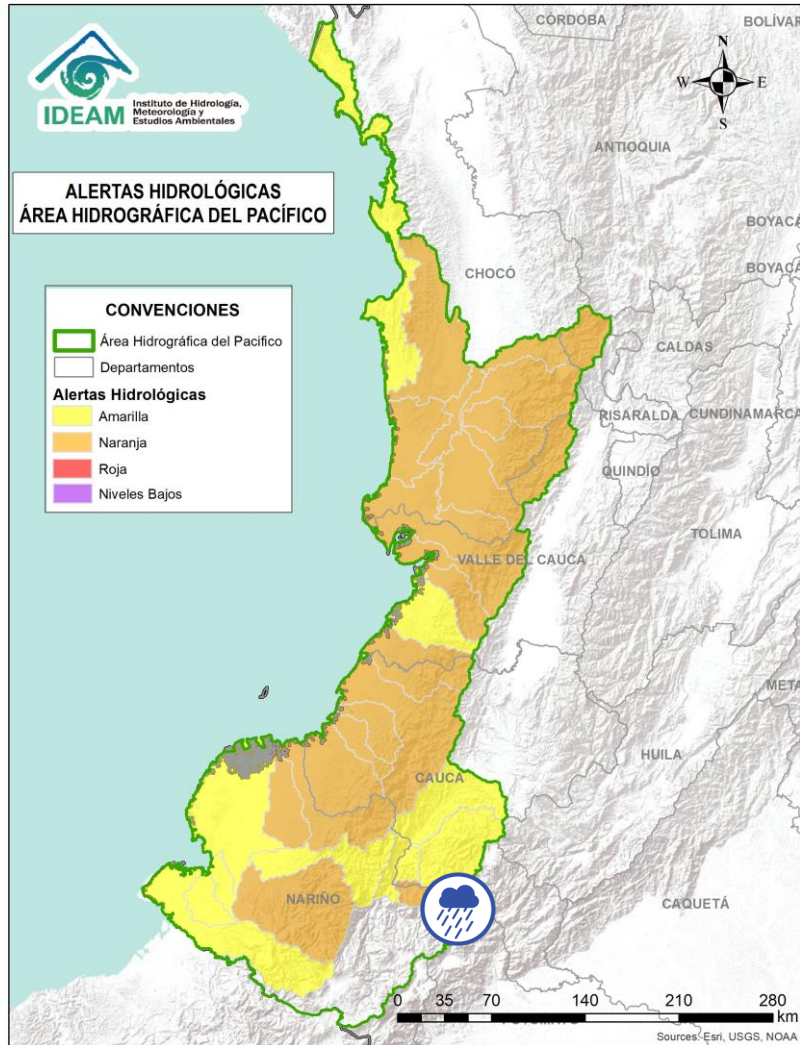 IDEAM
Instituto de Hidrología,
Meteorología y
Estudios Ambientales
ALERTAS HIDROLÓGICAS
ÁREA HIDROGRÁFICA DEL PACÍFICO
CONVENCIONES
Área Hidrográfica del Pacifico
Departamentos
Alertas Hidrológicas
Amarilla
Naranja
Roja
Niveles Bajos
CÓRDOBA
BOLÍVAR
N
W E
S
ANTIOQUIA
BOYACÁ
CHOCÓ
BOYACÁ
CALDAS
RISARALDA
CUNDINAMARCA
QUINDÍO
TOLIMA
VALLE DEL CAUCA
META
HUILA
CAUCA
NARIÑO
CAQUETÁ
0 35 70 140 210 280
km
Sources: Esri, USGS, NOAA